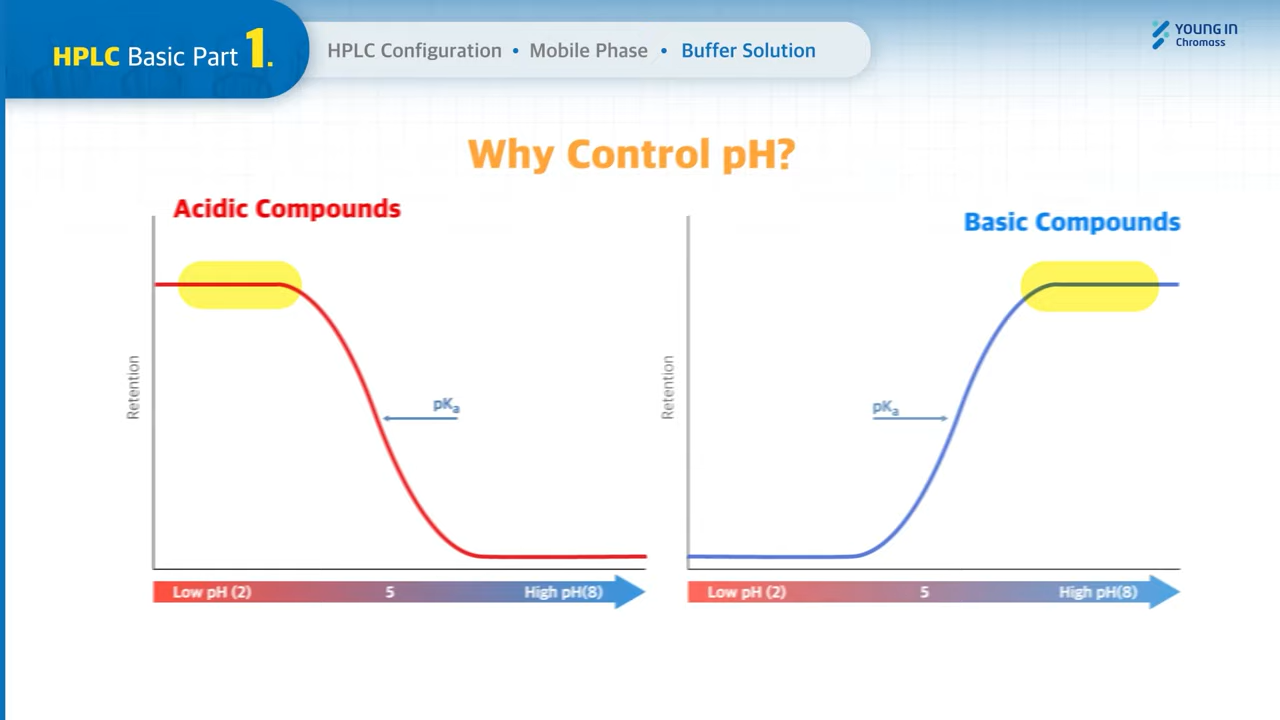 HPLC Basic Part 1.
HPLC Configuration • Mobile Phase • Buffer Solution
YOUNG IN
Chromass
Why Control pH?
Acidic Compounds
Retention
pKa
Low pH (2) 5 High pH(8)
Basic Compounds
Retention
pKa
Low pH (2) 5 High pH(8)